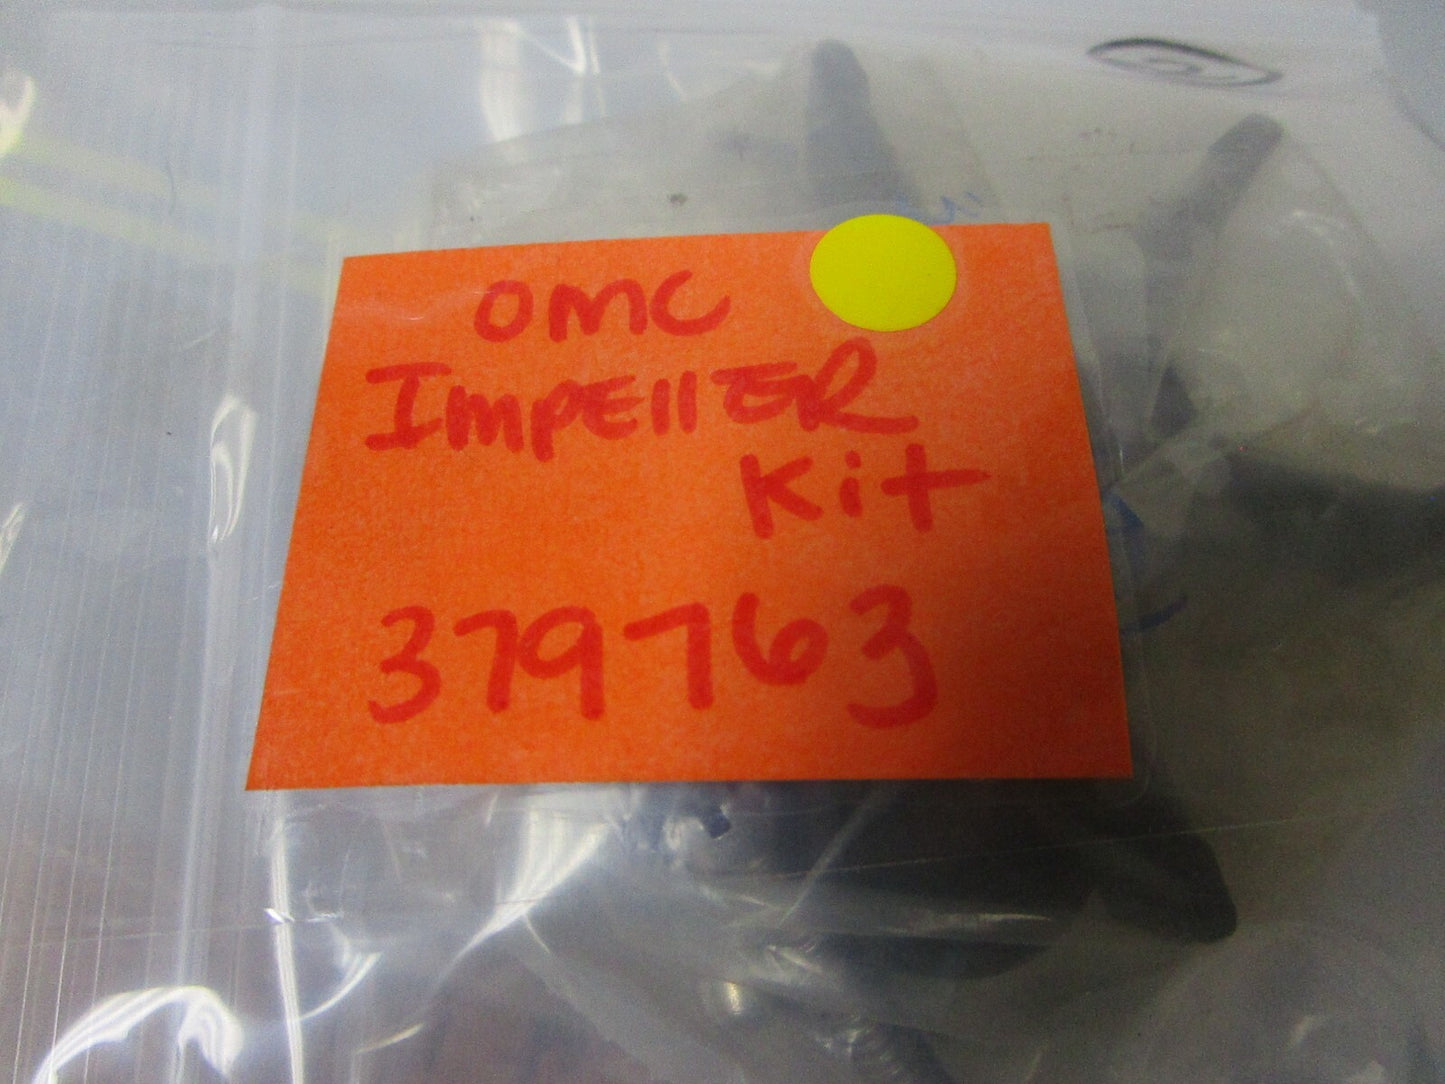 OMC
IMPEllER
Kit
379763